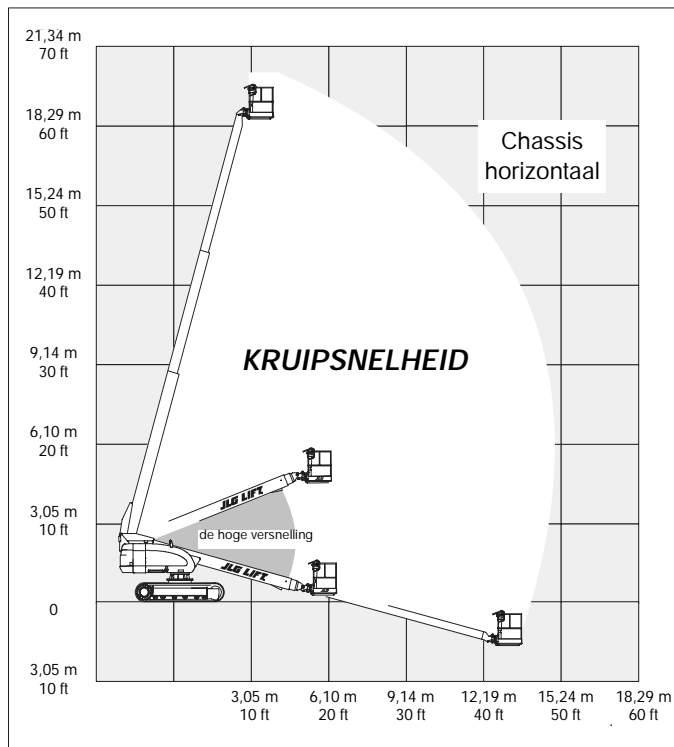 21,34 m
70 ft
18,29 m
60 ft
Chassis
horizontaal
15,24 m
50 ft
12,19 m
40 ft
9,14 m
30 ft
KRUIPSNELHEID
6,10 m
20 ft
JLG LIFT
3,05 m
10 ft
de hoge versnelling
JLG LIFT
0
3,05 m
10 ft
3,05 m 6,10 m 9,14 m 12,19 m 15,24 m 18,29 m
10 ft 20 ft 30 ft 40 ft 50 ft 60 ft